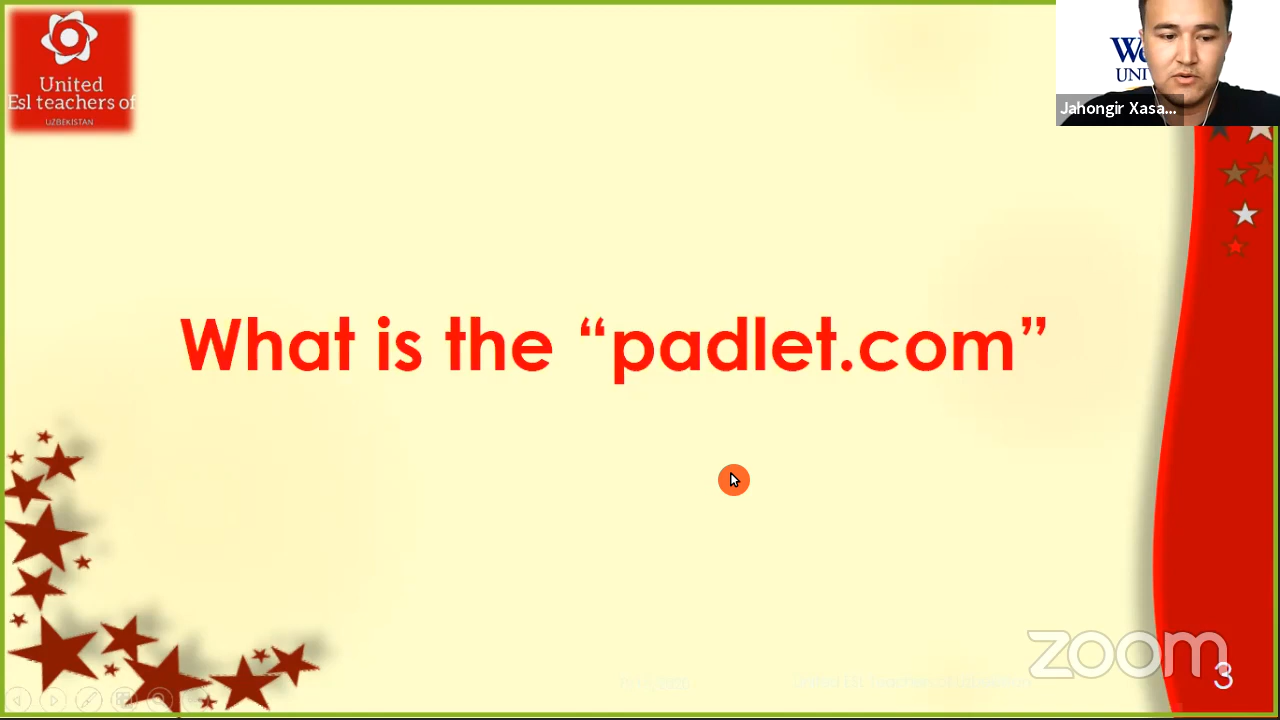 United
Esl teachers of
UZBEKISTAN
Jahongir Xasa...
What is the “padlet.com”
zoom
3